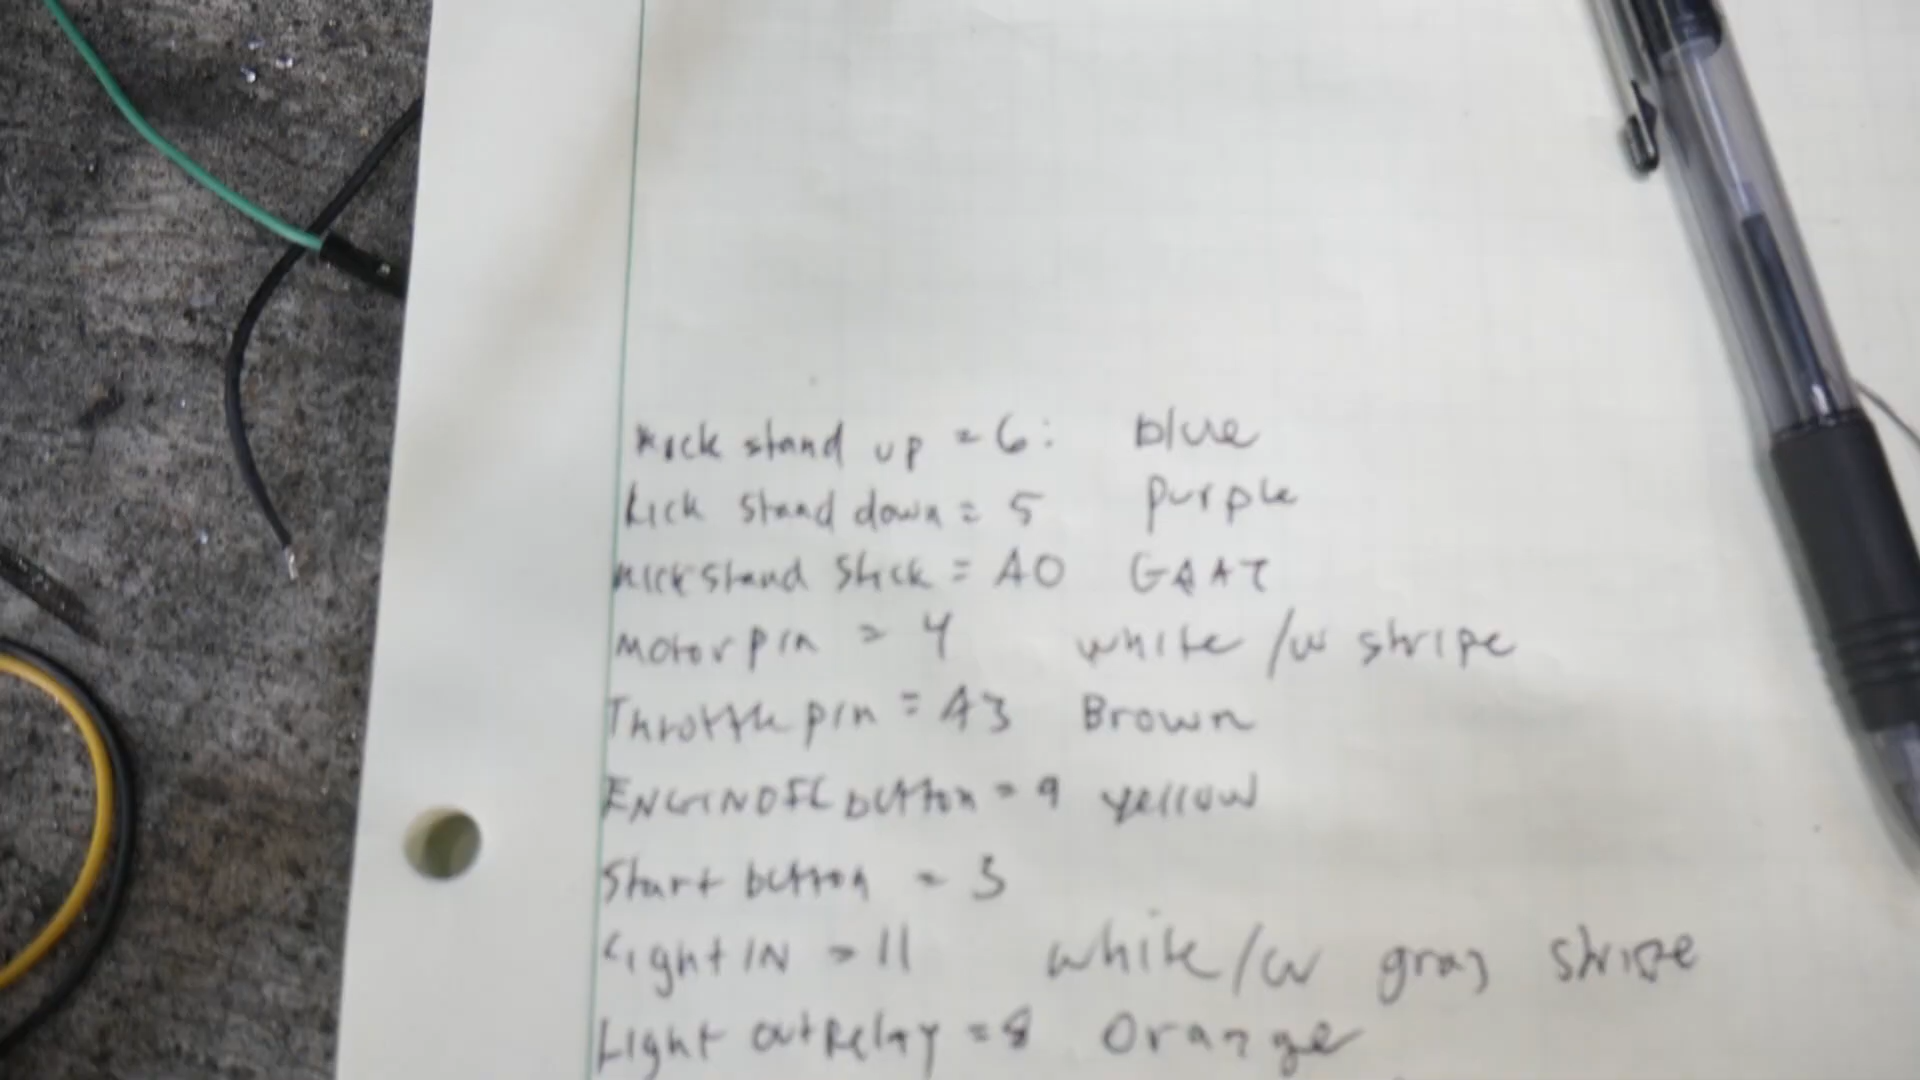 kick stand up = 6: blue
kick stand down = 5 purple
kickstand stick = A0 GRAY
motor pin = 4 white /w stripe
Throttle pin = A3 Brown
ENGINOFF button = 9 yellow
Start button = 3
Light IN = 11 white/w gray stripe
Light out Relay = 8 Orange